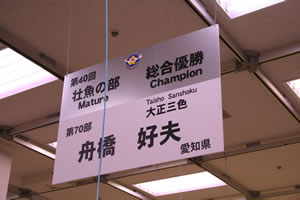 第40回 総合優勝
壮魚の部 Champion
Mature
Taisho Sanshoku
第70部 大正三色
舟橋 好夫
愛知県